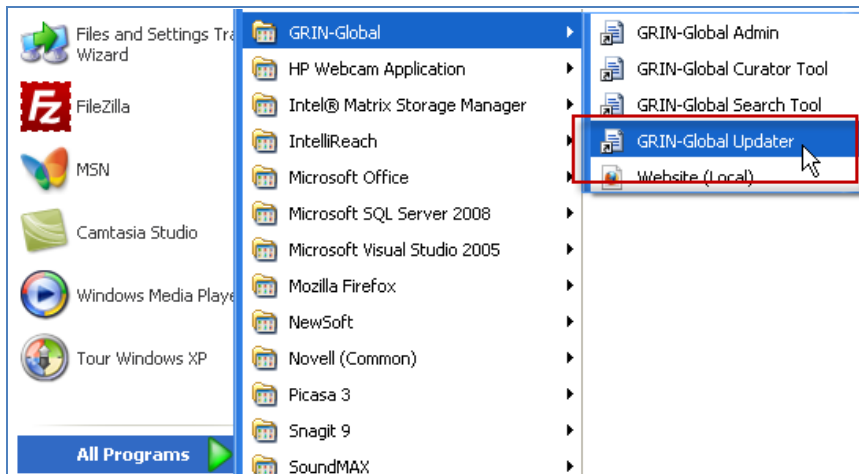 Files and Settings Tra
Wizard
FileZilla
MSN
Camtasia Studio
Windows Media Playe
Tour Windows XP
All Programs
GRIN-Global
HP Webcam Application
Intel® Matrix Storage Manager
IntelliReach
Microsoft Office
Microsoft SQL Server 2008
Microsoft Visual Studio 2005
Mozilla Firefox
NewSoft
Novell (Common)
Picasa 3
Snagit 9
SoundMAX
GRIN-Global Admin
GRIN-Global Curator Tool
GRIN-Global Search Tool
GRIN-Global Updater
Website (Local)